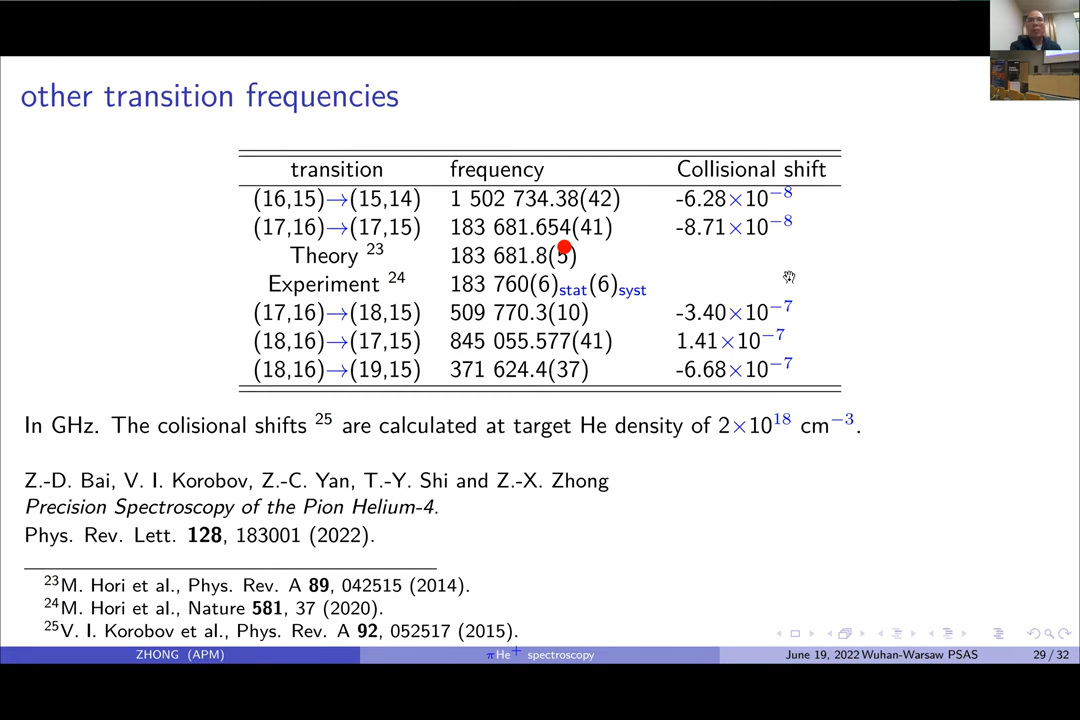 other transition frequencies
transition frequency Collisional shift
(16,15)→(15,14) 1 502 734.38(42) -6.28×10⁻⁸
(17,16)→(17,15) 183 681.654(41) -8.71×10⁻⁸
Theory ²³ 183 681.8(5)
Experiment ²⁴ 183 760(6)stat(6)syst
(17,16)→(18,15) 509 770.3(10) -3.40×10⁻⁷
(18,16)→(17,15) 845 055.577(41) 1.41×10⁻⁷
(18,16)→(19,15) 371 624.4(37) -6.68×10⁻⁷
In GHz. The colisional shifts ²⁵ are calculated at target He density of 2×10¹⁸ cm⁻³.
Z.-D. Bai, V. I. Korobov, Z.-C. Yan, T.-Y. Shi and Z.-X. Zhong
Precision Spectroscopy of the Pion Helium-4.
Phys. Rev. Lett. 128, 183001 (2022).
²³M. Hori et al., Phys. Rev. A 89, 042515 (2014).
²⁴M. Hori et al., Nature 581, 37 (2020).
²⁵V. I. Korobov et al., Phys. Rev. A 92, 052517 (2015).
ZHONG (APM) πHe⁺ spectroscopy June 19, 2022 Wuhan-Warsaw PSAS 29 / 32